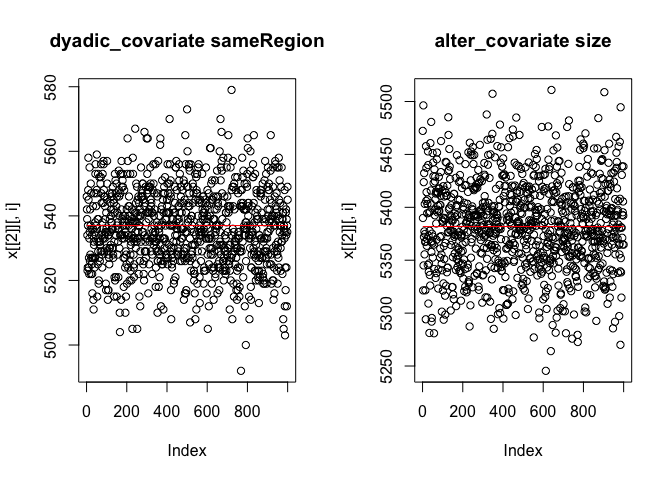 dyadic_covariate sameRegion
x[[2]][, i]
580
560
540
520
500
0 200 400 600 800
Index
alter_covariate size
x[[2]][, i]
5500
5450
5400
5350
5300
5250
0 200 400 600 800
Index